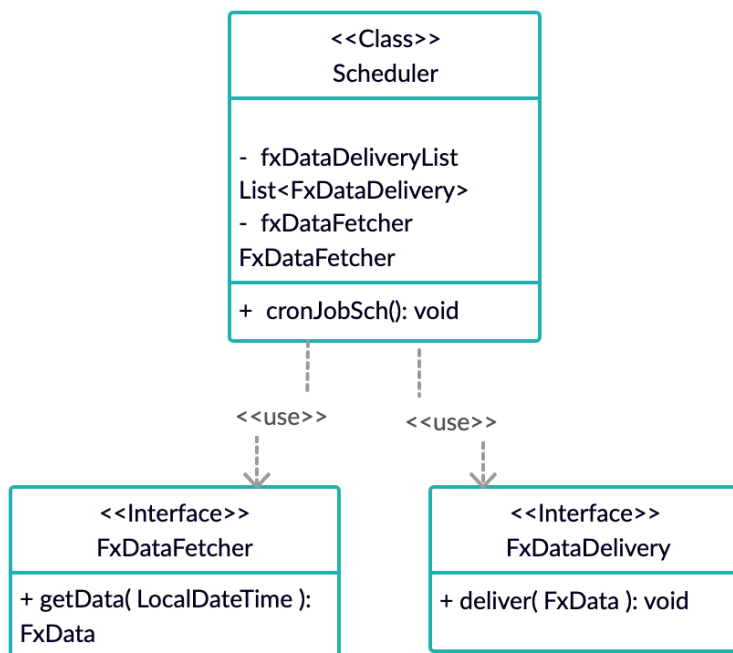 <<Class>>
Scheduler
- fxDataDeliveryList
List<FxDataDelivery>
- fxDataFetcher
FxDataFetcher
+ cronJobSch(): void
<<use>>
<<use>>
<<Interface>>
FxDataFetcher
+ getData( LocalDateTime ):
FxData
<<Interface>>
FxDataDelivery
+ deliver( FxData ): void